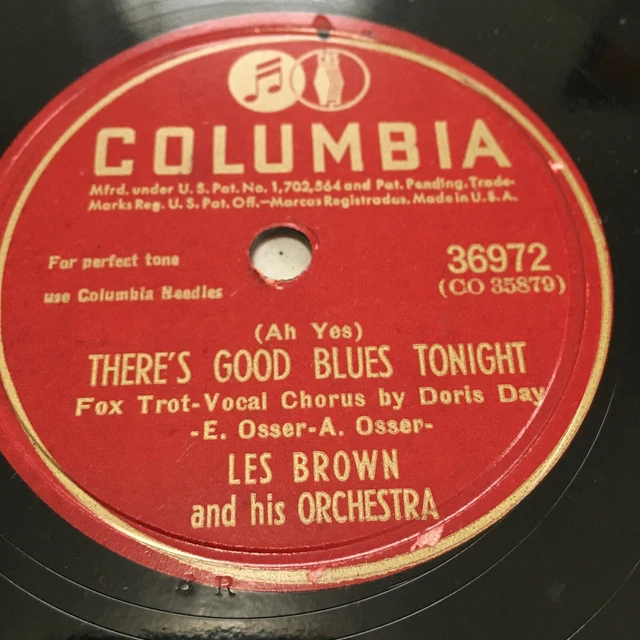 COLUMBIA
Mfrd. under U.S. Pat. No. 1,702,564 and Pat. Pending. Trade-
Marks Reg. U.S. Pat. Off.—Marcas Registradas. Made in U.S.A.
For perfect tone
use Columbia Needles
36972
(CO 35879)
(Ah Yes)
THERE'S GOOD BLUES TONIGHT
Fox Trot-Vocal Chorus by Doris Day
-E. Osser-A. Osser-
LES BROWN
and his ORCHESTRA
B R